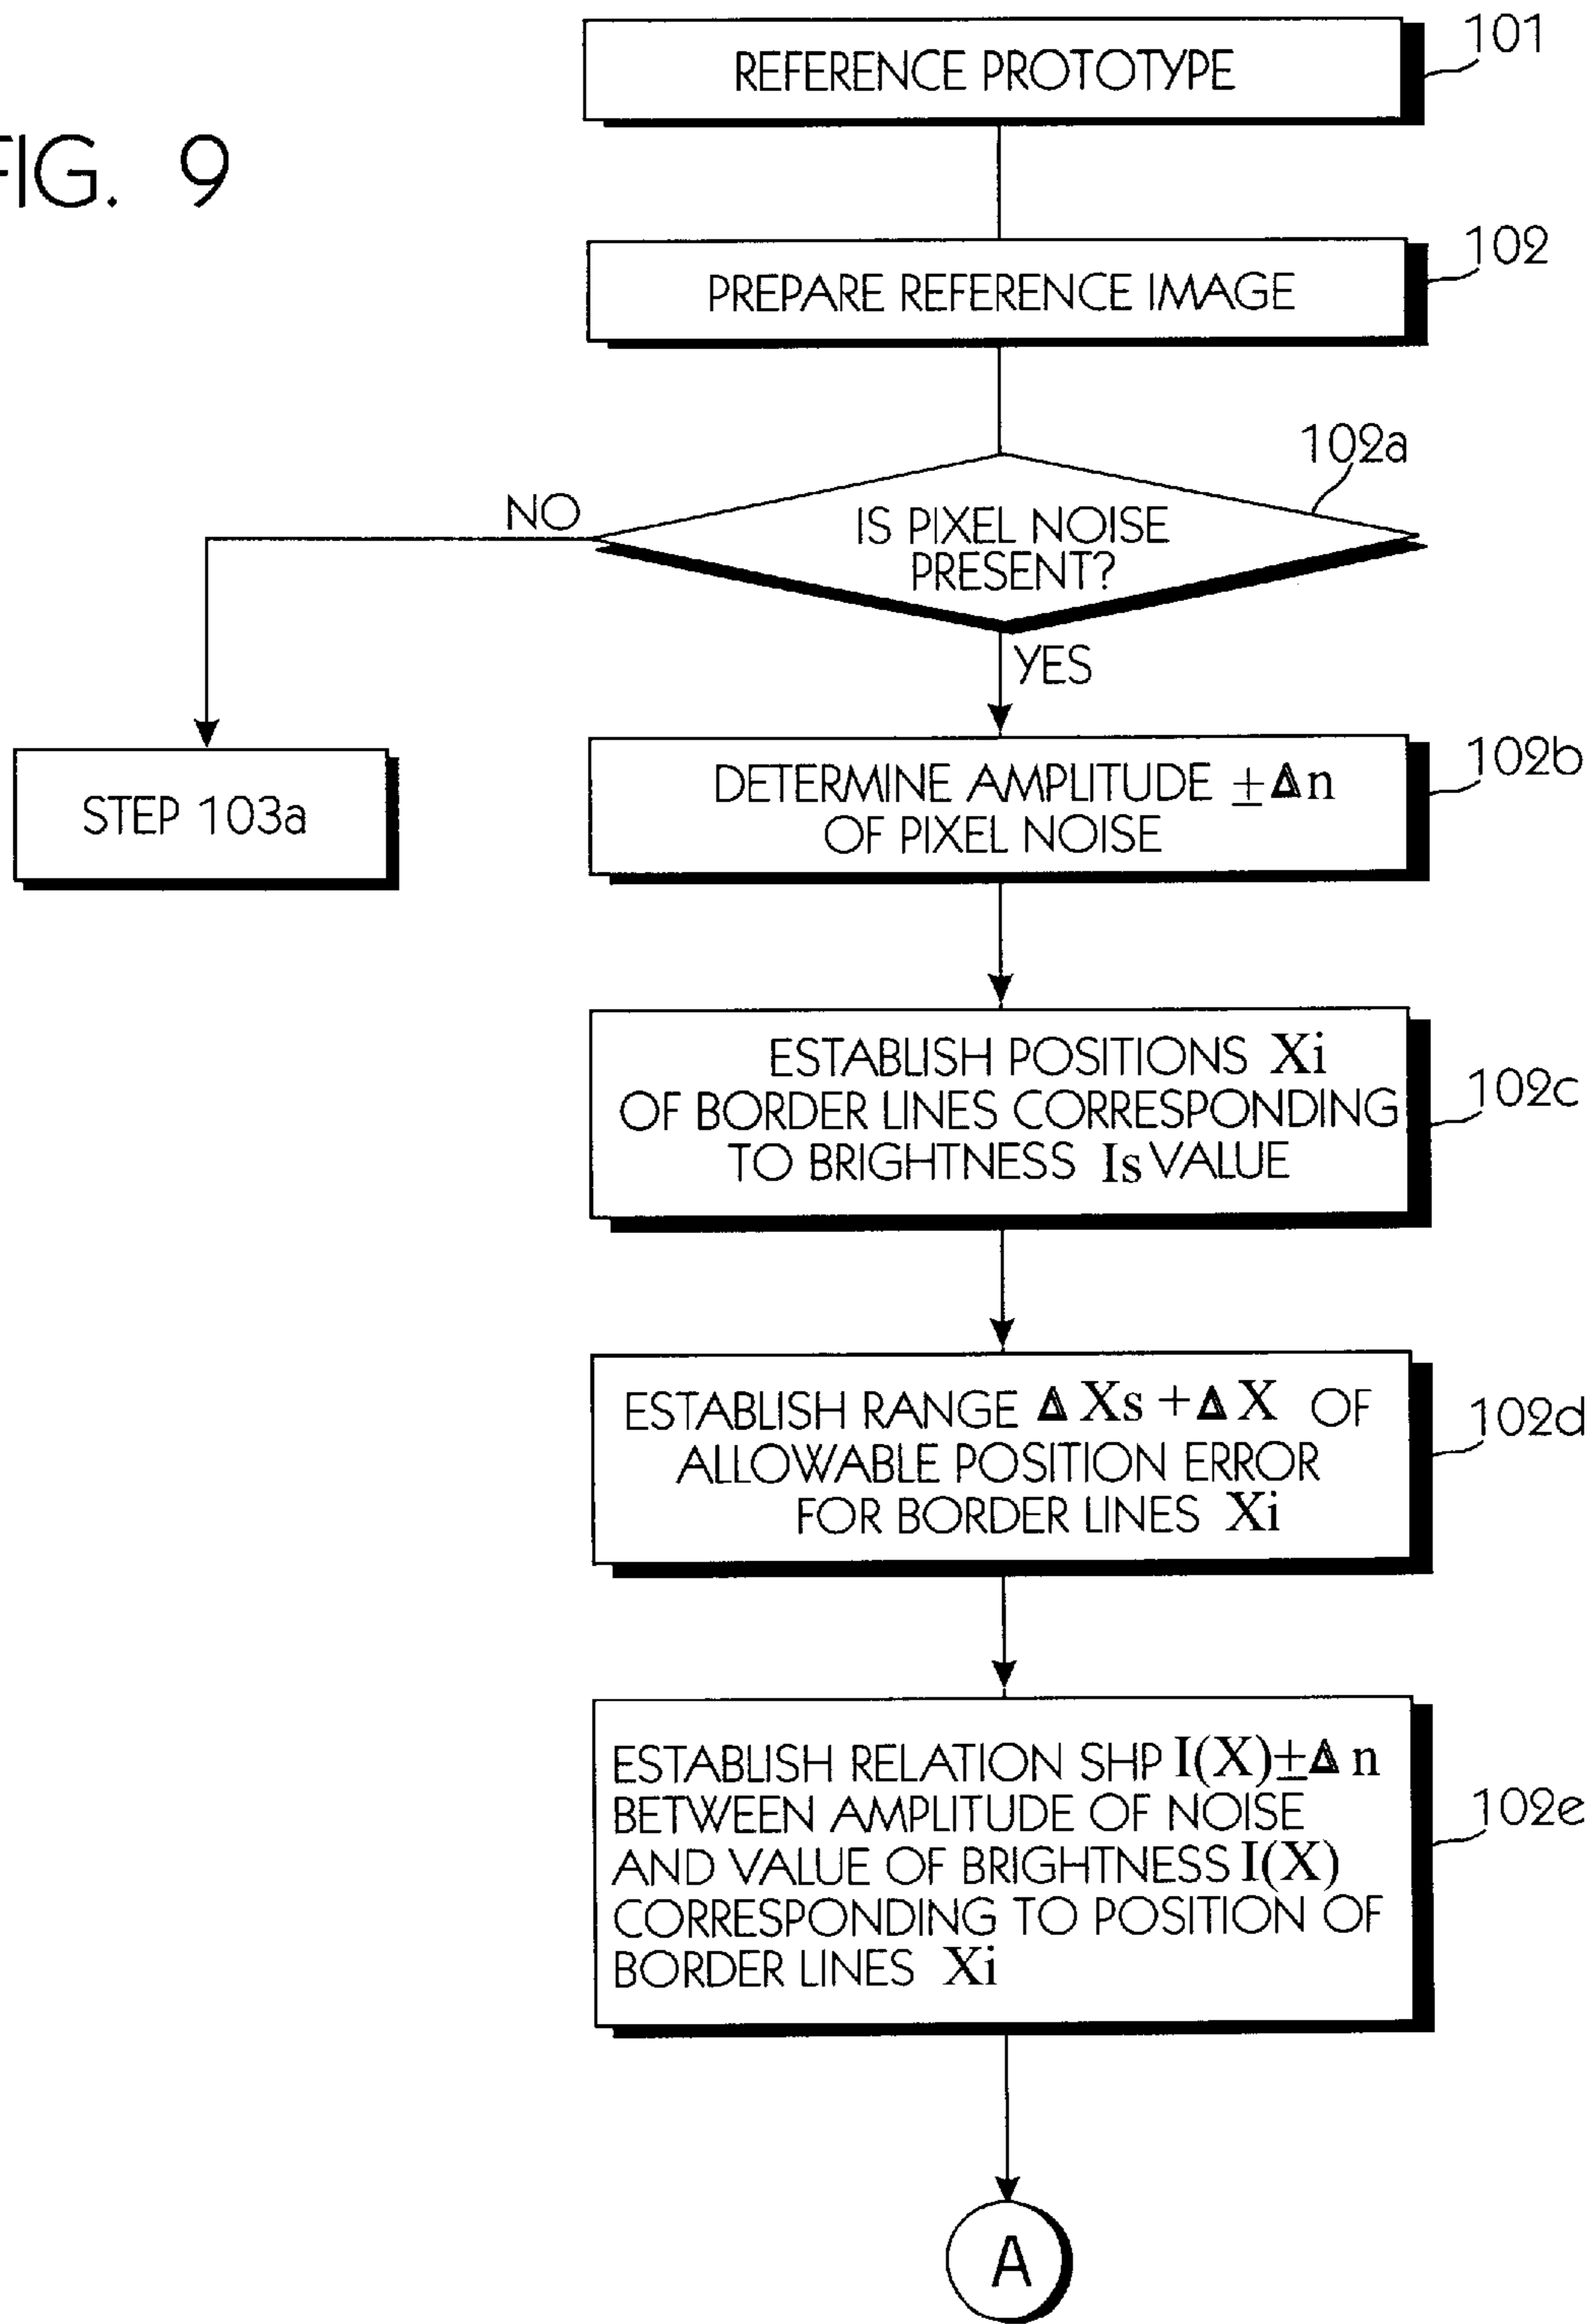 FIG. 9
REFERENCE PROTOTYPE
101
PREPARE REFERENCE IMAGE
102
102a
IS PIXEL NOISE
PRESENT?
NO
YES
STEP 103a
DETERMINE AMPLITUDE ±Δn
OF PIXEL NOISE
102b
ESTABLISH POSITIONS Xi
OF BORDER LINES CORRESPONDING
TO BRIGHTNESS Is VALUE
102c
ESTABLISH RANGE Δ Xs +Δ X OF
ALLOWABLE POSITION ERROR
FOR BORDER LINES Xi
102d
ESTABLISH RELATION SHP I(X)±Δ n
BETWEEN AMPLITUDE OF NOISE
AND VALUE OF BRIGHTNESS I(X)
CORRESPONDING TO POSITION OF
BORDER LINES Xi
102e
A